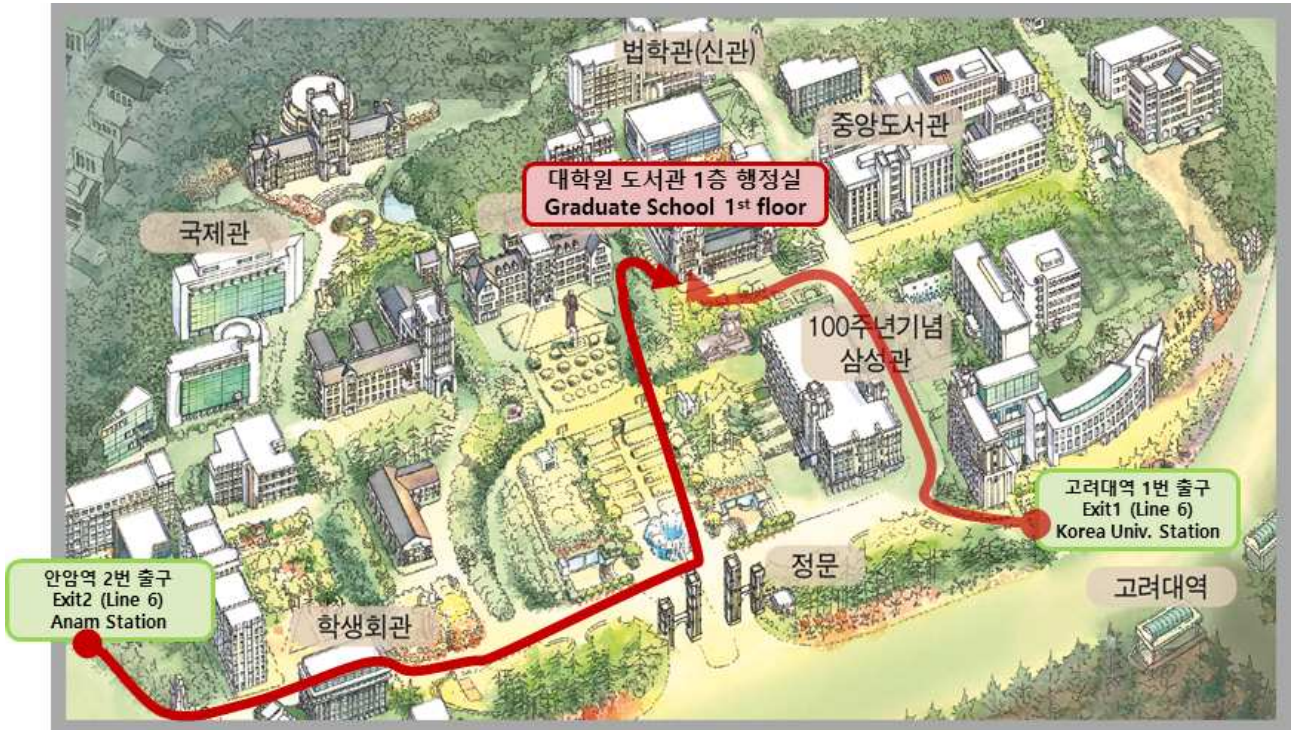 법학관(신관)
중앙도서관
대학원 도서관 1층 행정실
Graduate School 1st floor
국제관
100주년기념
삼성관
고려대역 1번 출구
Exit1 (Line 6)
Korea Univ. Station
정문
고려대역
안암역 2번 출구
Exit2 (Line 6)
Anam Station
학생회관